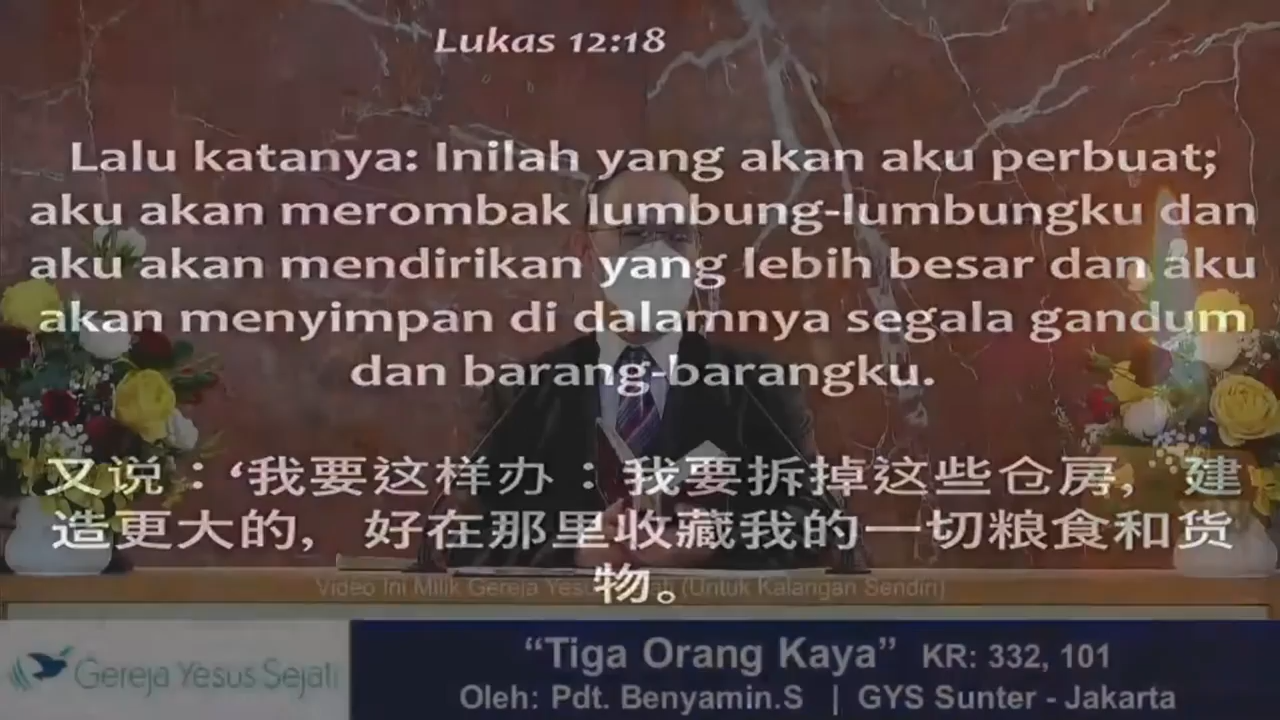 Lukas 12:18
Lalu katanya: Inilah yang akan aku perbuat;
aku akan merombak lumbung-lumbungku dan
aku akan mendirikan yang lebih besar dan aku
akan menyimpan di dalamnya segala gandum
dan barang-barangku.
又说：‘我要这样办：我要拆掉这些仓房，建
造更大的，好在那里收藏我的一切粮食和货
物。
Video Ini Milik Gereja Yesus Sejati (Untuk Kalangan Sendiri)
Gereja Yesus Sejati
“Tiga Orang Kaya” KR: 332, 101
Oleh: Pdt. Benyamin.S | GYS Sunter - Jakarta